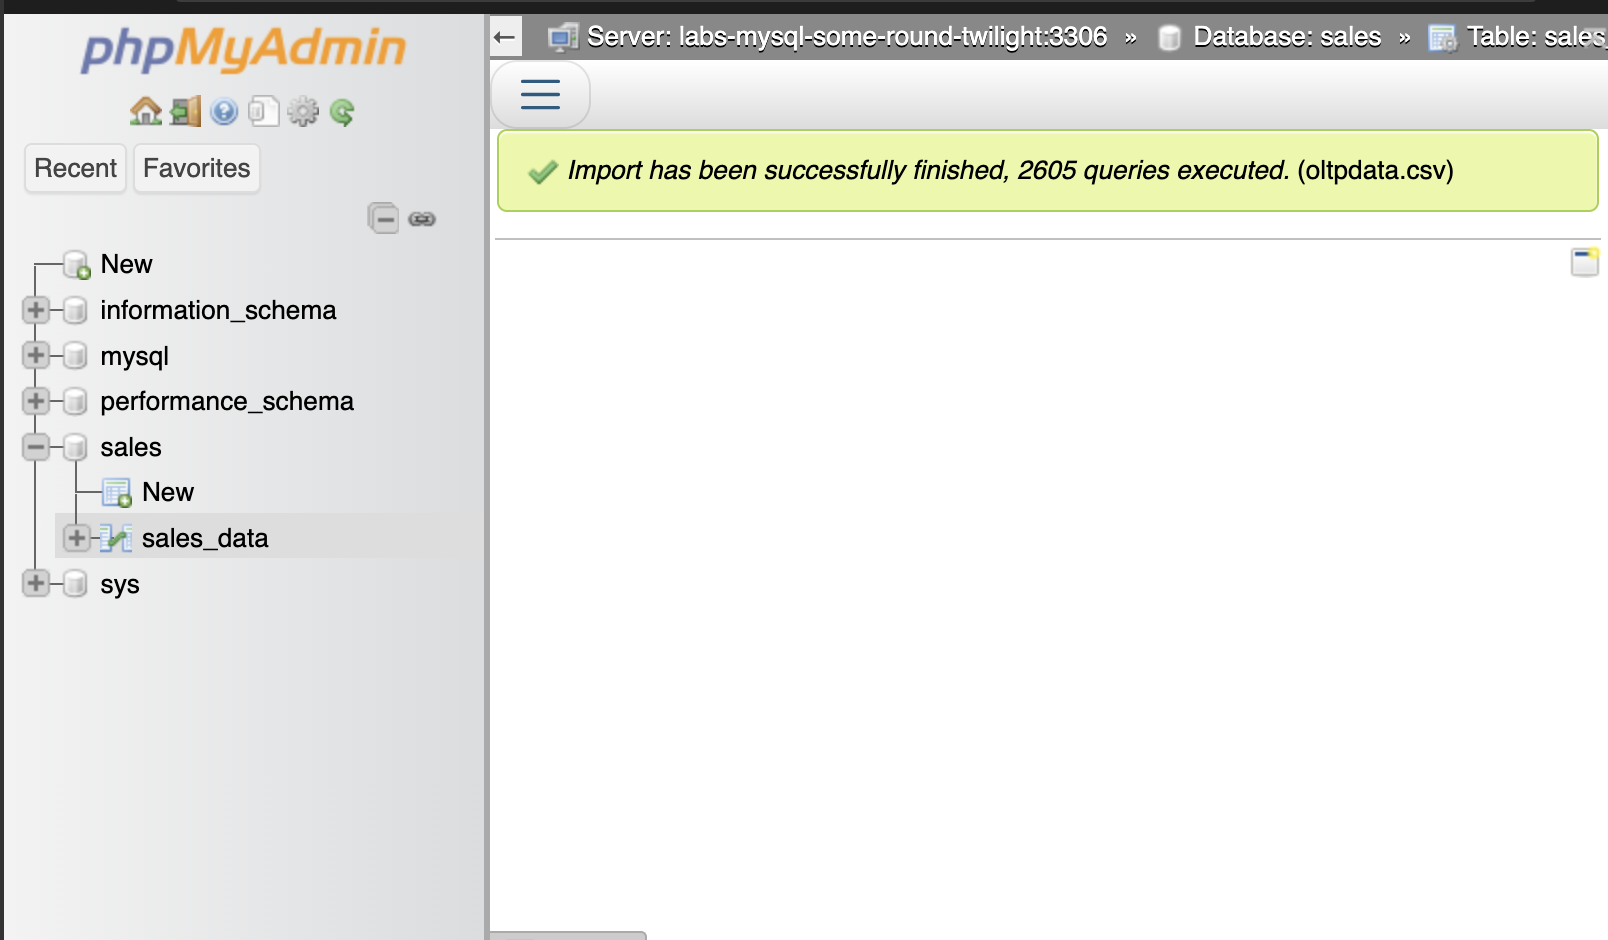 phpMyAdmin
Recent Favorites
New
information_schema
mysql
performance_schema
sales
New
sales_data
sys
Server: labs-mysql-some-round-twilight:3306 » Database: sales » Table: sales_
Import has been successfully finished, 2605 queries executed. (oltpdata.csv)